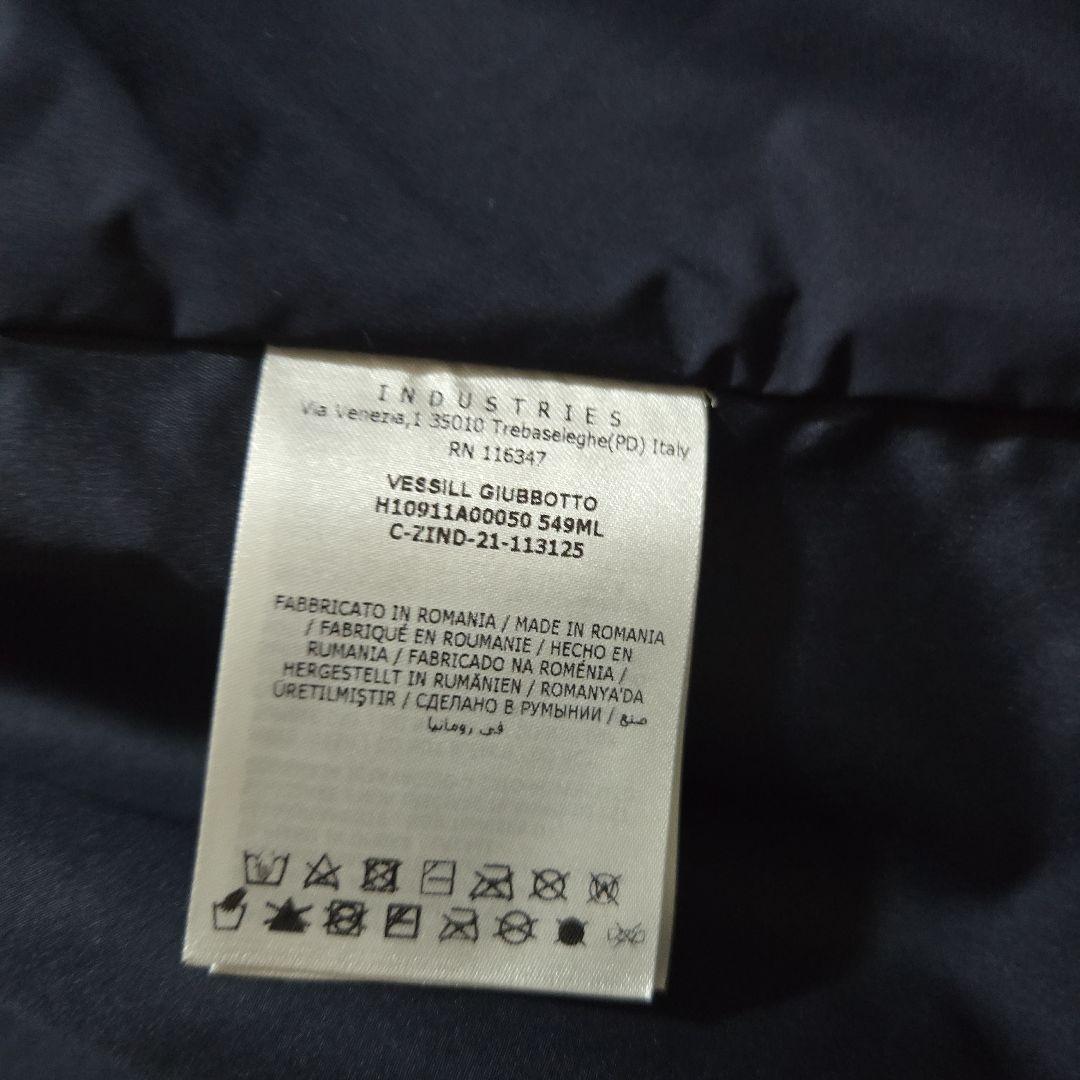 INDUSTRIES
Via Venezia,1 35010 Trebaseleghe(PD) Italy
RN 116347
VESSILL GIUBBOTTO
H10911A00050 549ML
C-ZIND-21-113125
FABBRICATO IN ROMANIA / MADE IN ROMANIA
/ FABRIQUÉ EN ROUMANIE / HECHO EN
RUMANIA / FABRICADO NA ROMÉNIA /
HERGESTELLT IN RUMÄNIEN / ROMANYA'DA
ÜRETILMIŞTIR / СДЕЛАНО В РУМЫНИИ / صنع
في رومانيا